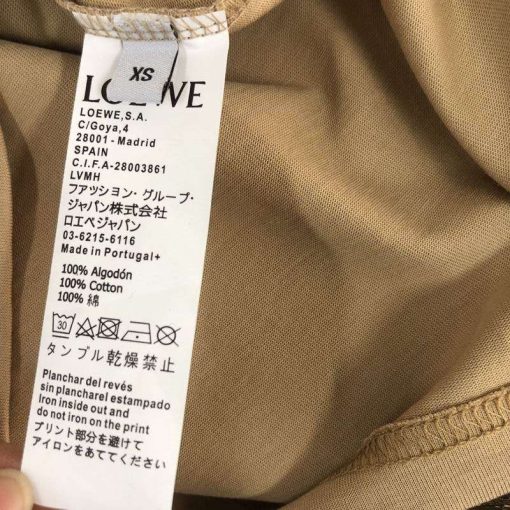 XS
LOEWE
LOEWE,S.A.
C/Goya,4
28001 - Madrid
SPAIN
C.I.F.A-28003861
LVMH
ファッション・グループ・
ジャパン株式会社
ロエベジャパン
03-6215-6116
Made in Portugal+
100% Algodón
100% Cotton
100% 綿
30
タンブル乾燥禁止
Planchar del revés
sin plancharel estampado
Iron inside out and
do not iron on the print
プリント部分を避けて
アイロンをあててください